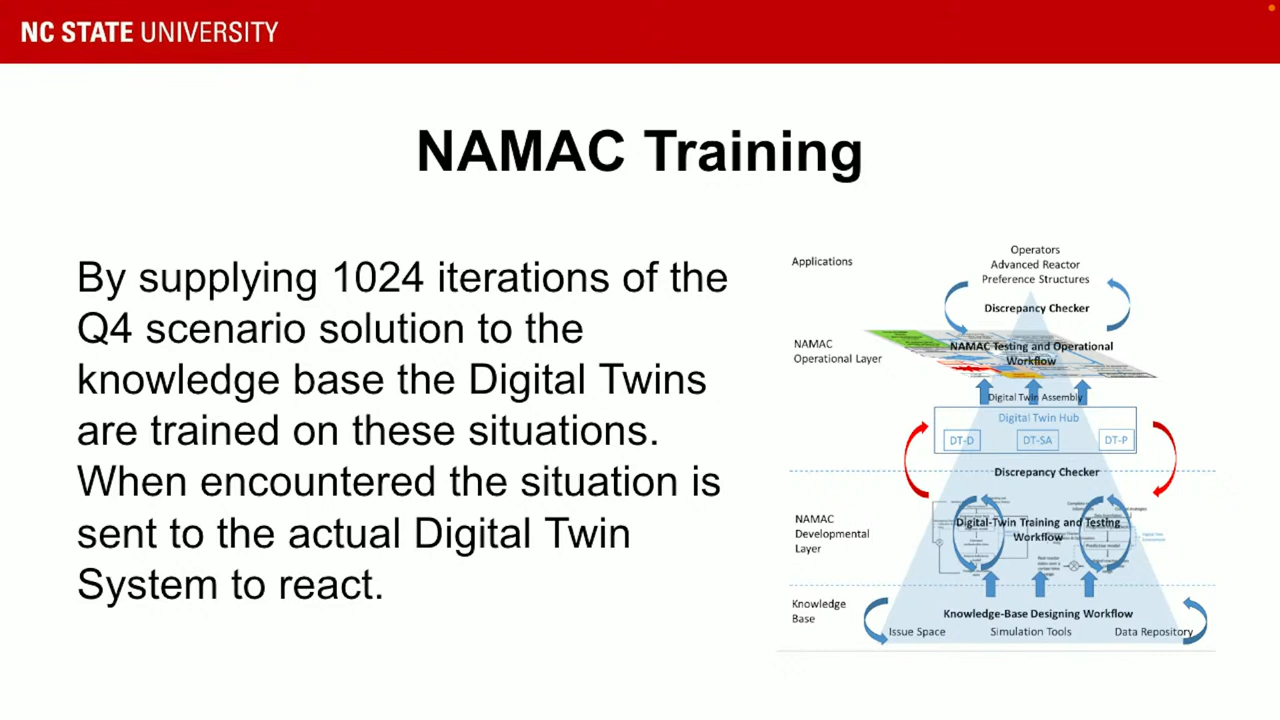 NC STATE UNIVERSITY
NAMAC Training
By supplying 1024 iterations of the
Q4 scenario solution to the
knowledge base the Digital Twins
are trained on these situations.
When encountered the situation is
sent to the actual Digital Twin
System to react.
Applications
Operators
Advanced Reactor
Preference Structures
Discrepancy Checker
NAMAC
Operational Layer
NAMAC Testing and Operational
Workflow
Digital Twin Assembly
Digital Twin Hub
DT-D
DT-SA
DT-P
Discrepancy Checker
NAMAC
Developmental
Layer
Digital-Twin Training and Testing
Workflow
Knowledge
Base
Knowledge-Base Designing Workflow
Issue Space
Simulation Tools
Data Repository